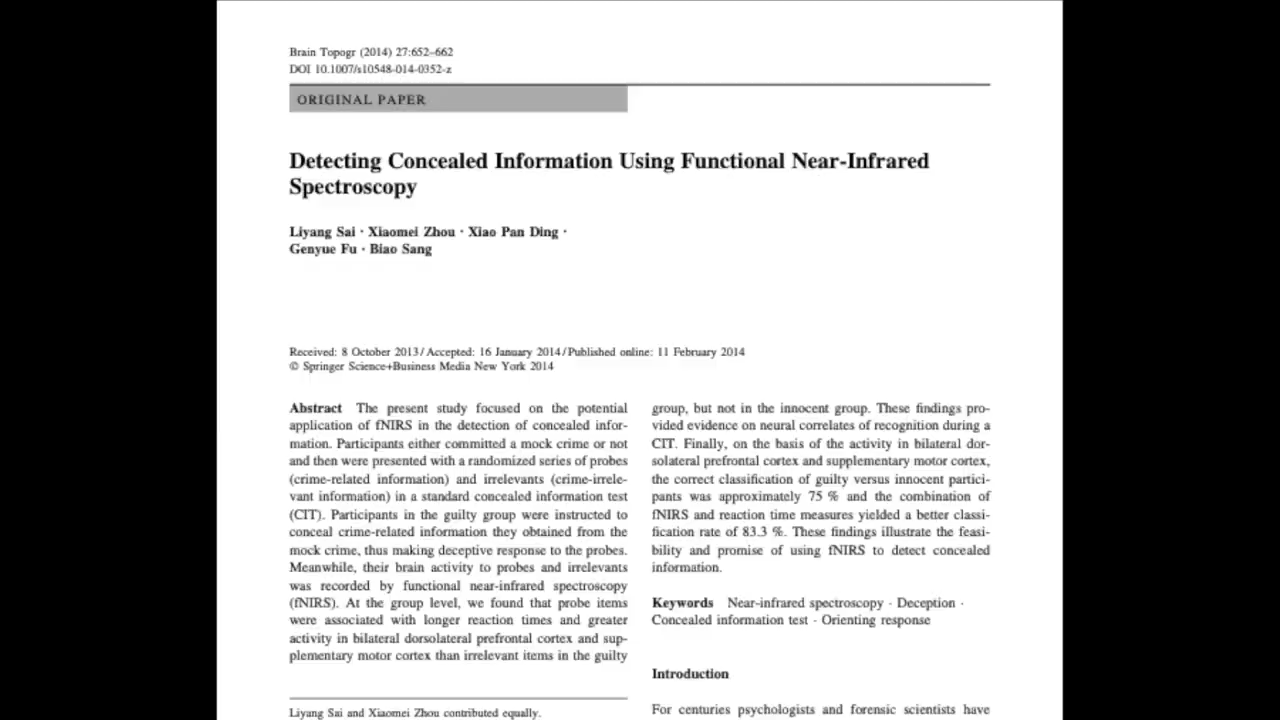 Brain Topogr (2014) 27:652–662
DOI 10.1007/s10548-014-0352-z
ORIGINAL PAPER
Detecting Concealed Information Using Functional Near-Infrared
Spectroscopy
Liyang Sai · Xiaomei Zhou · Xiao Pan Ding ·
Genyue Fu · Biao Sang
Received: 8 October 2013 / Accepted: 16 January 2014 / Published online: 11 February 2014
© Springer Science+Business Media New York 2014
Abstract The present study focused on the potential
application of fNIRS in the detection of concealed infor-
mation. Participants either committed a mock crime or not
and then were presented with a randomized series of probes
(crime-related information) and irrelevants (crime-irrele-
vant information) in a standard concealed information test
(CIT). Participants in the guilty group were instructed to
conceal crime-related information they obtained from the
mock crime, thus making deceptive response to the probes.
Meanwhile, their brain activity to probes and irrelevants
was recorded by functional near-infrared spectroscopy
(fNIRS). At the group level, we found that probe items
were associated with longer reaction times and greater
activity in bilateral dorsolateral prefrontal cortex and sup-
plementary motor cortex than irrelevant items in the guilty
Liyang Sai and Xiaomei Zhou contributed equally.
group, but not in the innocent group. These findings pro-
vided evidence on neural correlates of recognition during a
CIT. Finally, on the basis of the activity in bilateral dor-
solateral prefrontal cortex and supplementary motor cortex,
the correct classification of guilty versus innocent partici-
pants was approximately 75 % and the combination of
fNIRS and reaction time measures yielded a better classi-
fication rate of 83.3 %. These findings illustrate the feasi-
bility and promise of using fNIRS to detect concealed
information.
Keywords Near-infrared spectroscopy · Deception ·
Concealed information test · Orienting response
Introduction
For centuries psychologists and forensic scientists have